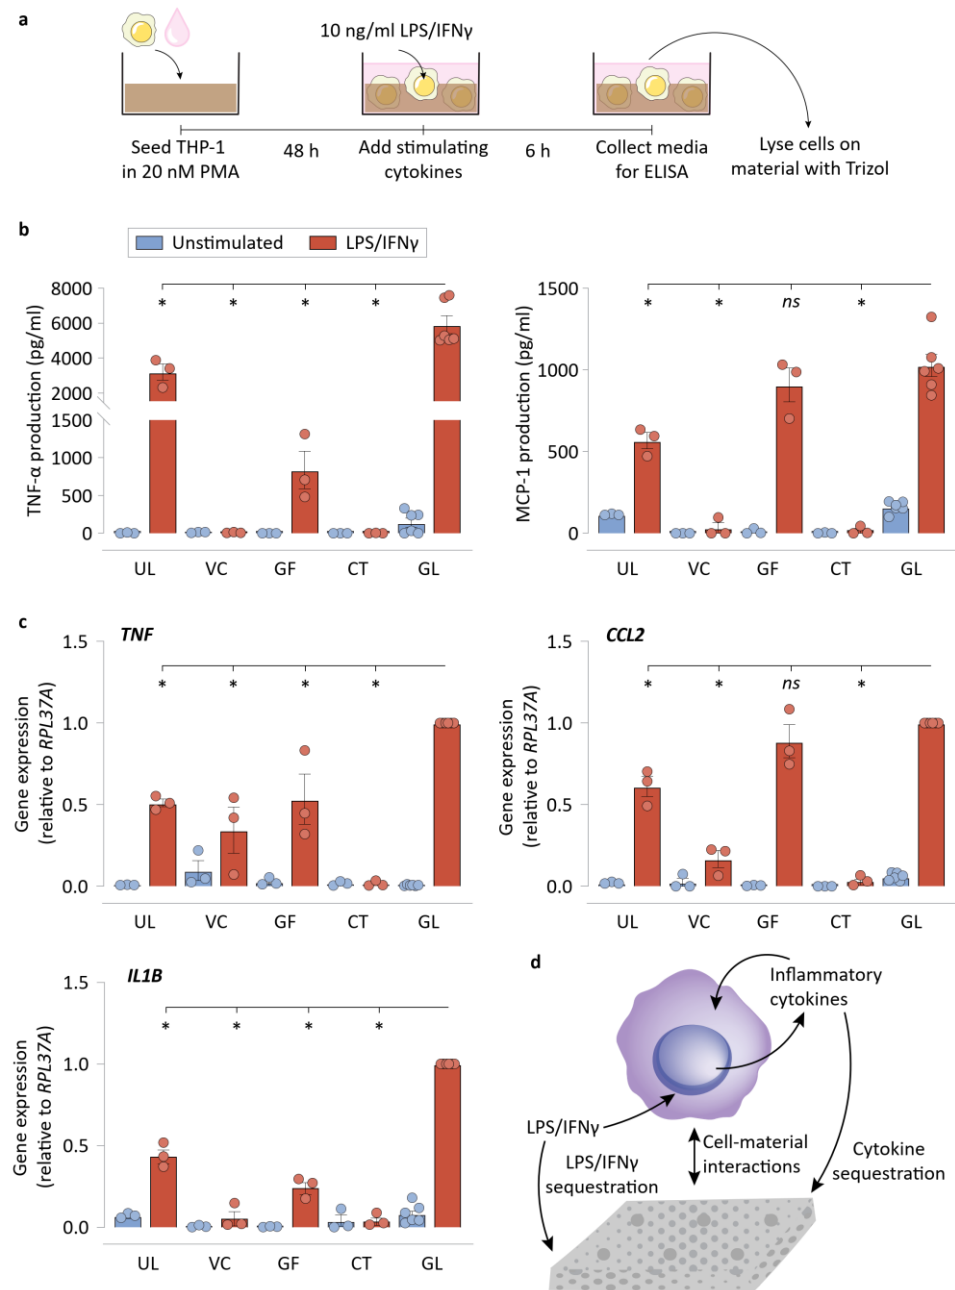 a
10 ng/ml LPS/IFNγ
Seed THP-1
in 20 nM PMA
48 h
Add stimulating
cytokines
6 h
Collect media
for ELISA
Lyse cells on
material with Trizol
b
Unstimulated
LPS/IFNγ
TNF-α production (pg/ml)
8000
6000
4000
2000
1500
1000
500
0
* * * *
UL VC GF CT GL
MCP-1 production (pg/ml)
1500
1000
500
0
* * ns *
UL VC GF CT GL
c
TNF
Gene expression
(relative to RPL37A)
1.5
1.0
0.5
0.0
* * * *
UL VC GF CT GL
CCL2
Gene expression
(relative to RPL37A)
1.5
1.0
0.5
0.0
* * ns *
UL VC GF CT GL
IL1B
Gene expression
(relative to RPL37A)
1.5
1.0
0.5
0.0
* * * *
UL VC GF CT GL
d
Inflammatory
cytokines
LPS/IFNγ
LPS/IFNγ
sequestration
Cell-material
interactions
Cytokine
sequestration